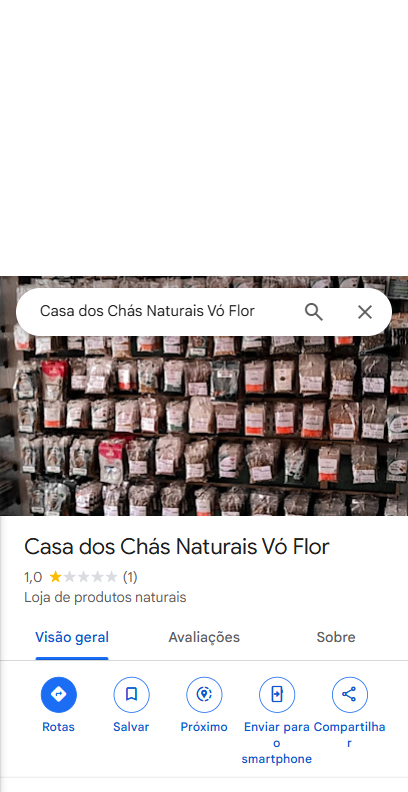 Casa dos Chás Naturais Vó Flor
Casa dos Chás Naturais Vó Flor
1,0 (1)
Loja de produtos naturais
Visão geral Avaliações Sobre
Rotas Salvar Próximo Enviar para o smartphone Compartilhar